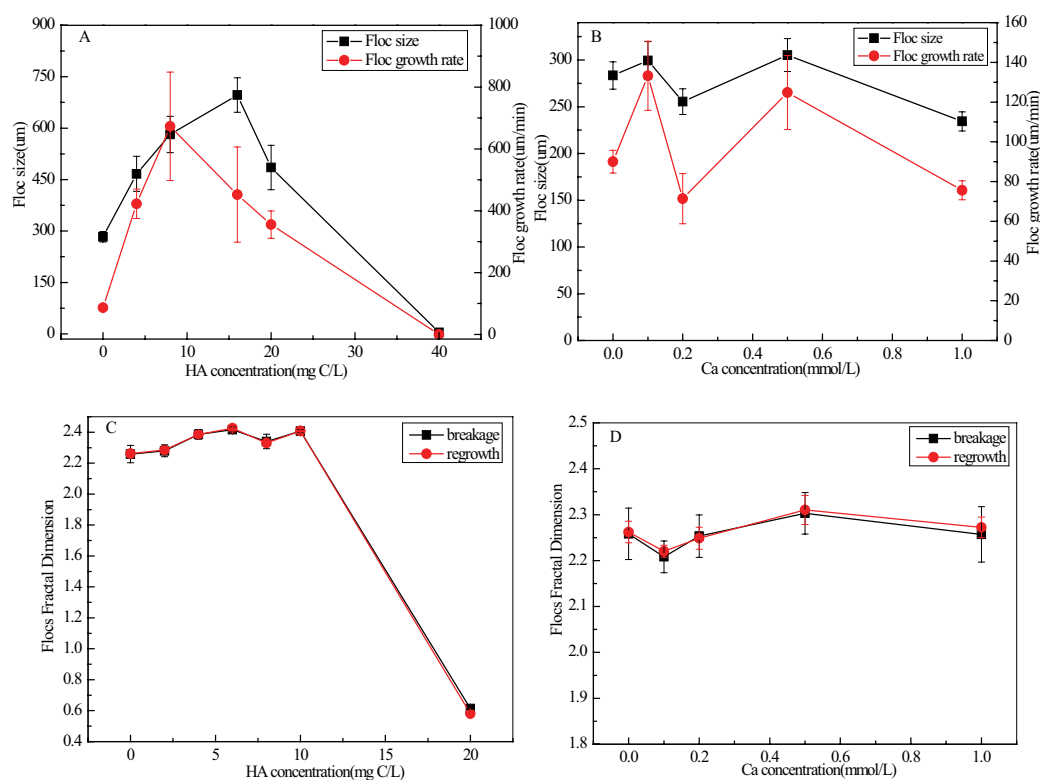 A
Floc size
Floc growth rate
900
750
600
450
300
150
0
Floc size(um)
1000
800
600
400
200
0
Floc growth rate(um/min)
0 10 20 30 40
HA concentration(mg C/L)
B
Floc size
Floc growth rate
300
250
200
150
100
50
0
Floc size(um)
160
140
120
100
80
60
40
20
0
Floc growth rate(um/min)
0.0 0.2 0.4 0.6 0.8 1.0
Ca concentration(mmol/L)
C
breakage
regrowth
2.4
2.2
2.0
1.8
1.6
1.4
1.2
1.0
0.8
0.6
0.4
Flocs Fractal Dimension
0 5 10 15 20
HA concentration(mg C/L)
D
breakage
regrowth
2.5
2.4
2.3
2.2
2.1
2.0
1.9
1.8
Flocs Fractal Dimension
0.0 0.2 0.4 0.6 0.8 1.0
Ca concentration(mmol/L)